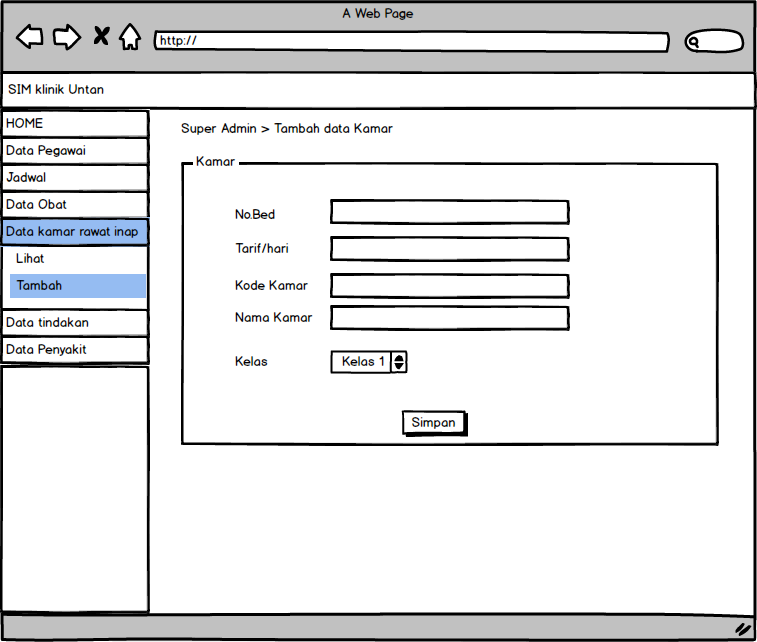 A Web Page
http://
SIM klinik Untan
HOME
Data Pegawai
Jadwal
Data Obat
Data kamar rawat inap
Lihat
Tambah
Data tindakan
Data Penyakit
Super Admin > Tambah data Kamar
Kamar
No.Bed
Tarif/hari
Kode Kamar
Nama Kamar
Kelas
Kelas 1
Simpan